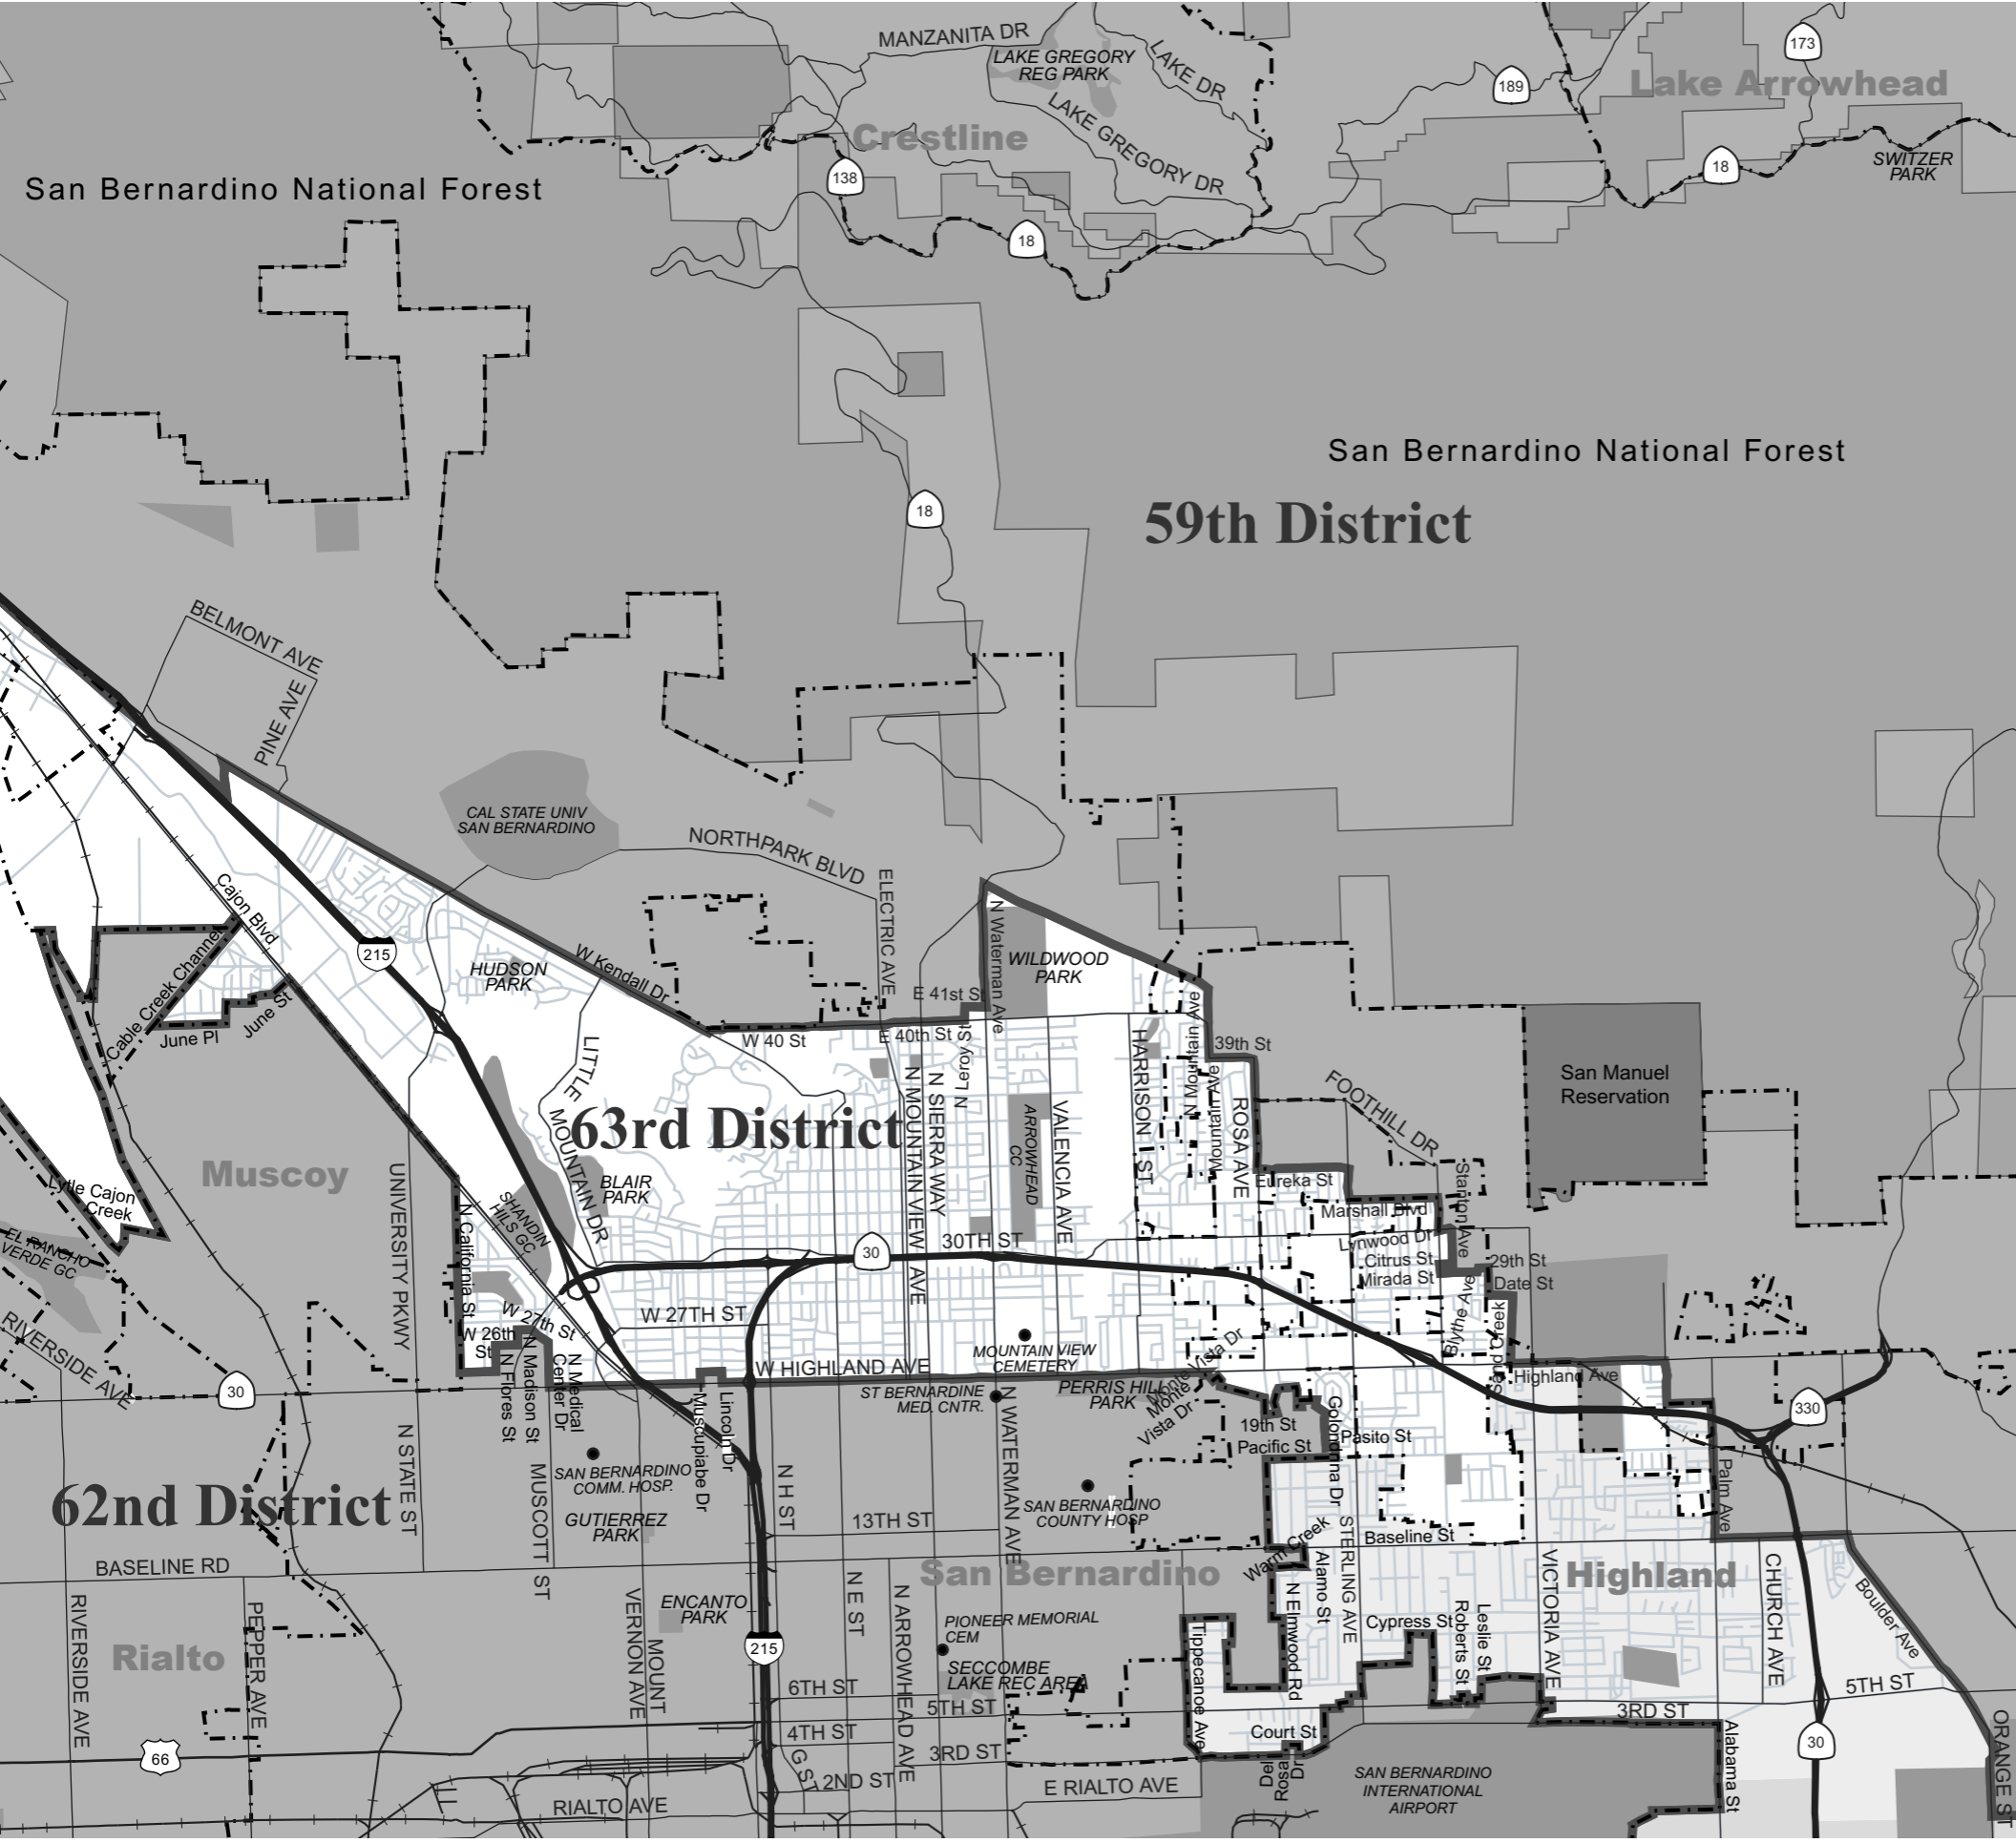 MANZANITA DR
LAKE GREGORY
REG PARK
LAKE DR
LAKE GREGORY DR
173
189
Lake Arrowhead
Crestline
138
18
18
SWITZER
PARK
San Bernardino National Forest
San Bernardino National Forest
18
59th District
BELMONT AVE
PINE AVE
CAL STATE UNIV
SAN BERNARDINO
NORTHPARK BLVD
ELECTRIC AVE
Cajon Blvd
215
HUDSON
PARK
W Kendall Dr
N Waterman Ave
WILDWOOD
PARK
E 41st St
Cable Creek Channel
June Pl
June St
W 40 St
E 40th St
N Leroy St
39th St
N Mountain Ave
Mountain Ave
HARRISON ST
ROSA AVE
FOOTHILL DR
San Manuel
Reservation
LITTLE
MOUNTAIN DR
63rd District
N MOUNTAIN VIEW AVE
N SIERRA WAY
ARROWHEAD
CC
VALENCIA AVE
Muscoy
UNIVERSITY PKWY
BLAIR
PARK
SHANDIN
HILS GC
Eureka St
Marshall Blvd
Stanton Ave
Lytle Cajon
Creek
EL RANCHO
VERDE GC
N California St
30TH ST
30
Lynwood Dr
Citrus St
Mirada St
29th St
Date St
Blythe Ave
Sand Creek
RIVERSIDE AVE
W 26th
St
W 27th St
W 27TH ST
MOUNTAIN VIEW
CEMETERY
Monte Vista Dr
W HIGHLAND AVE
30
N Flores St
N Madison St
N Medical
Center Dr
Muscupiabe Dr
Lincoln Dr
ST BERNARDINE
MED. CNTR.
PERRIS HILL
PARK
Monte
Vista Dr
Highland Ave
330
19th St
Pacific St
Golondrina Dr
Pasito St
N STATE ST
62nd District
MUSCOTT ST
SAN BERNARDINO
COMM. HOSP.
N H ST
N WATERMAN AVE
SAN BERNARDINO
COUNTY HOSP
Palm Ave
GUTIERREZ
PARK
13TH ST
BASELINE RD
Baseline St
Warm Creek
Alamo St
STERLING AVE
San Bernardino
Highland
VICTORIA AVE
CHURCH AVE
Boulder Ave
RIVERSIDE AVE
PEPPER AVE
Rialto
VERNON AVE
MOUNT
ENCANTO
PARK
N E ST
N ARROWHEAD AVE
PIONEER MEMORIAL
CEM
SECCOMBE
LAKE REC AREA
Tippecanoe Ave
N Elmwood Rd
Cypress St
Roberts St
Leslie St
215
6TH ST
5TH ST
4TH ST
3RD ST
2ND ST
G ST
Court St
3RD ST
5TH ST
66
30
RIALTO AVE
E RIALTO AVE
Del
Rosa
Dr
SAN BERNARDINO
INTERNATIONAL
AIRPORT
Alabama St
ORANGE ST